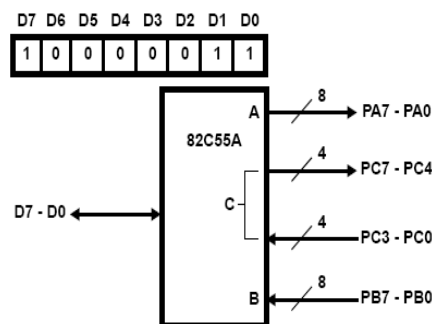 D7 D6 D5 D4 D3 D2 D1 D0
1 0 0 0 0 0 1 1
A 8 PA7 - PA0
82C55A
4 PC7 - PC4
C
D7 - D0
4 PC3 - PC0
B 8 PB7 - PB0